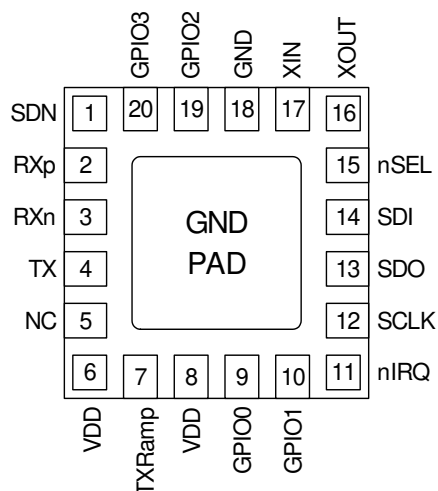 GPIO3
GPIO2
GND
XIN
XOUT
SDN 1 20 19 18 17 16
RXp 2 15 nSEL
RXn 3 14 SDI
GND
PAD
TX 4 13 SDO
NC 5 12 SCLK
6 7 8 9 10 11 nIRQ
VDD
TXRamp
VDD
GPIO0
GPIO1